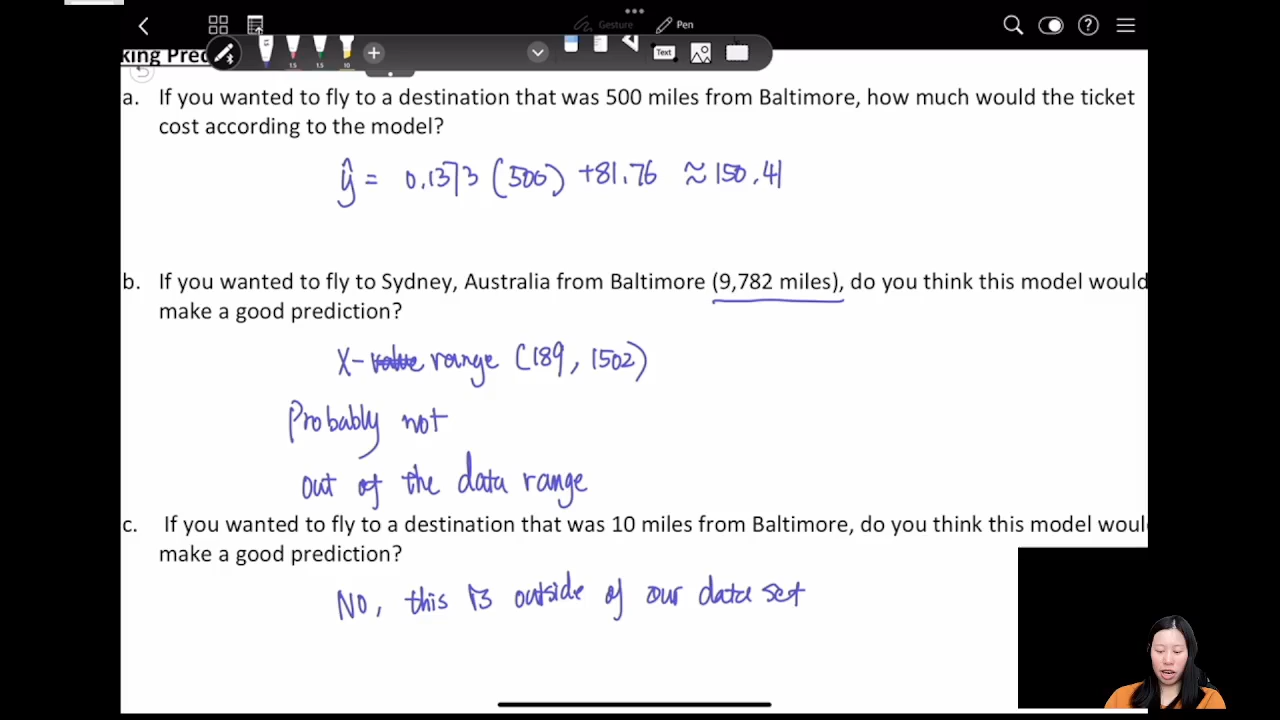 Gesture Pen
king Pred
1.5 1.5 10 Text
a. If you wanted to fly to a destination that was 500 miles from Baltimore, how much would the ticket
cost according to the model?
ŷ = 0.1373 (500) +81.76 ≈ 150.41
b. If you wanted to fly to Sydney, Australia from Baltimore (9,782 miles), do you think this model would
make a good prediction?
X- range (189, 1502)
Probably not
out of the data range
c. If you wanted to fly to a destination that was 10 miles from Baltimore, do you think this model woul
make a good prediction?
No, this is outside of our data set